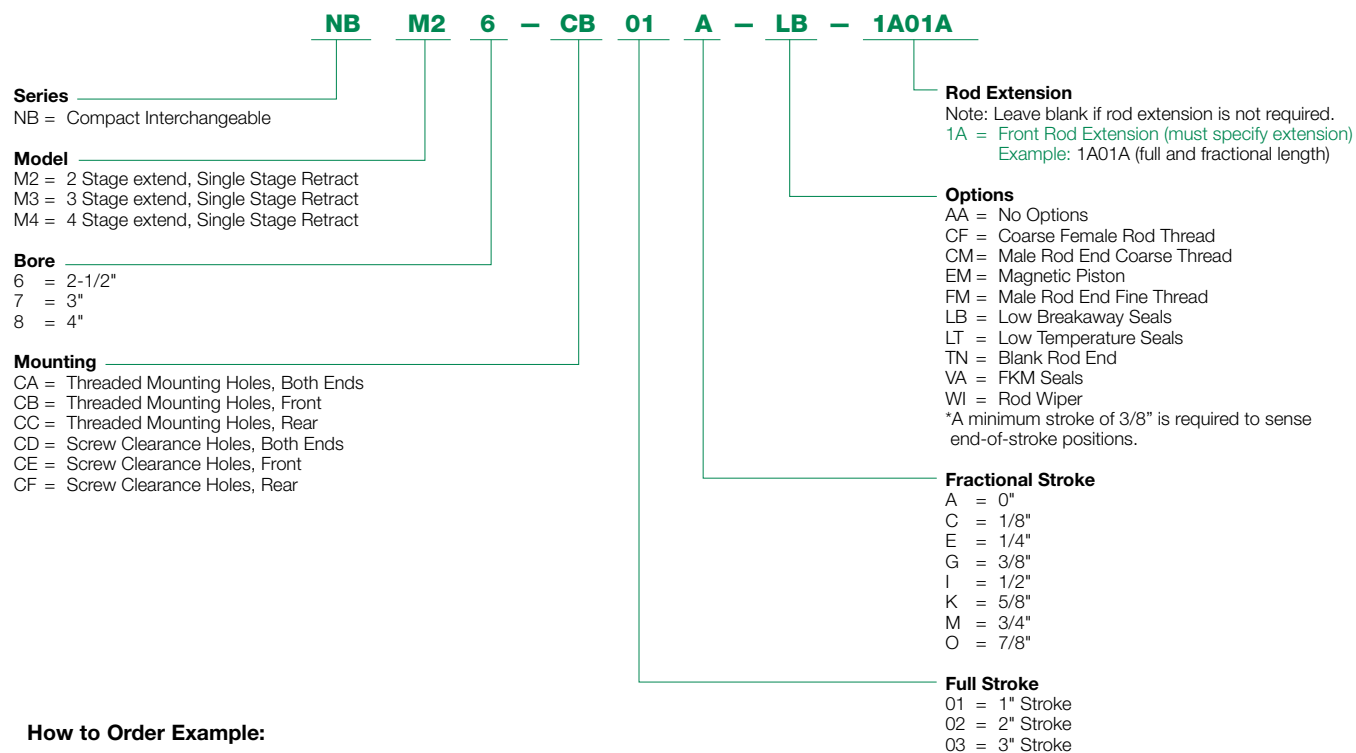 NB M2 6 – CB 01 A – LB – 1A01A
Series
NB = Compact Interchangeable
Model
M2 = 2 Stage extend, Single Stage Retract
M3 = 3 Stage extend, Single Stage Retract
M4 = 4 Stage extend, Single Stage Retract
Bore
6 = 2-1/2"
7 = 3"
8 = 4"
Mounting
CA = Threaded Mounting Holes, Both Ends
CB = Threaded Mounting Holes, Front
CC = Threaded Mounting Holes, Rear
CD = Screw Clearance Holes, Both Ends
CE = Screw Clearance Holes, Front
CF = Screw Clearance Holes, Rear
Rod Extension
Note: Leave blank if rod extension is not required.
1A = Front Rod Extension (must specify extension)
Example: 1A01A (full and fractional length)
Options
AA = No Options
CF = Coarse Female Rod Thread
CM = Male Rod End Coarse Thread
EM = Magnetic Piston
FM = Male Rod End Fine Thread
LB = Low Breakaway Seals
LT = Low Temperature Seals
TN = Blank Rod End
VA = FKM Seals
WI = Rod Wiper
*A minimum stroke of 3/8” is required to sense
end-of-stroke positions.
Fractional Stroke
A = 0"
C = 1/8"
E = 1/4"
G = 3/8"
I = 1/2"
K = 5/8"
M = 3/4"
O = 7/8"
Full Stroke
01 = 1" Stroke
02 = 2" Stroke
03 = 3" Stroke
How to Order Example: